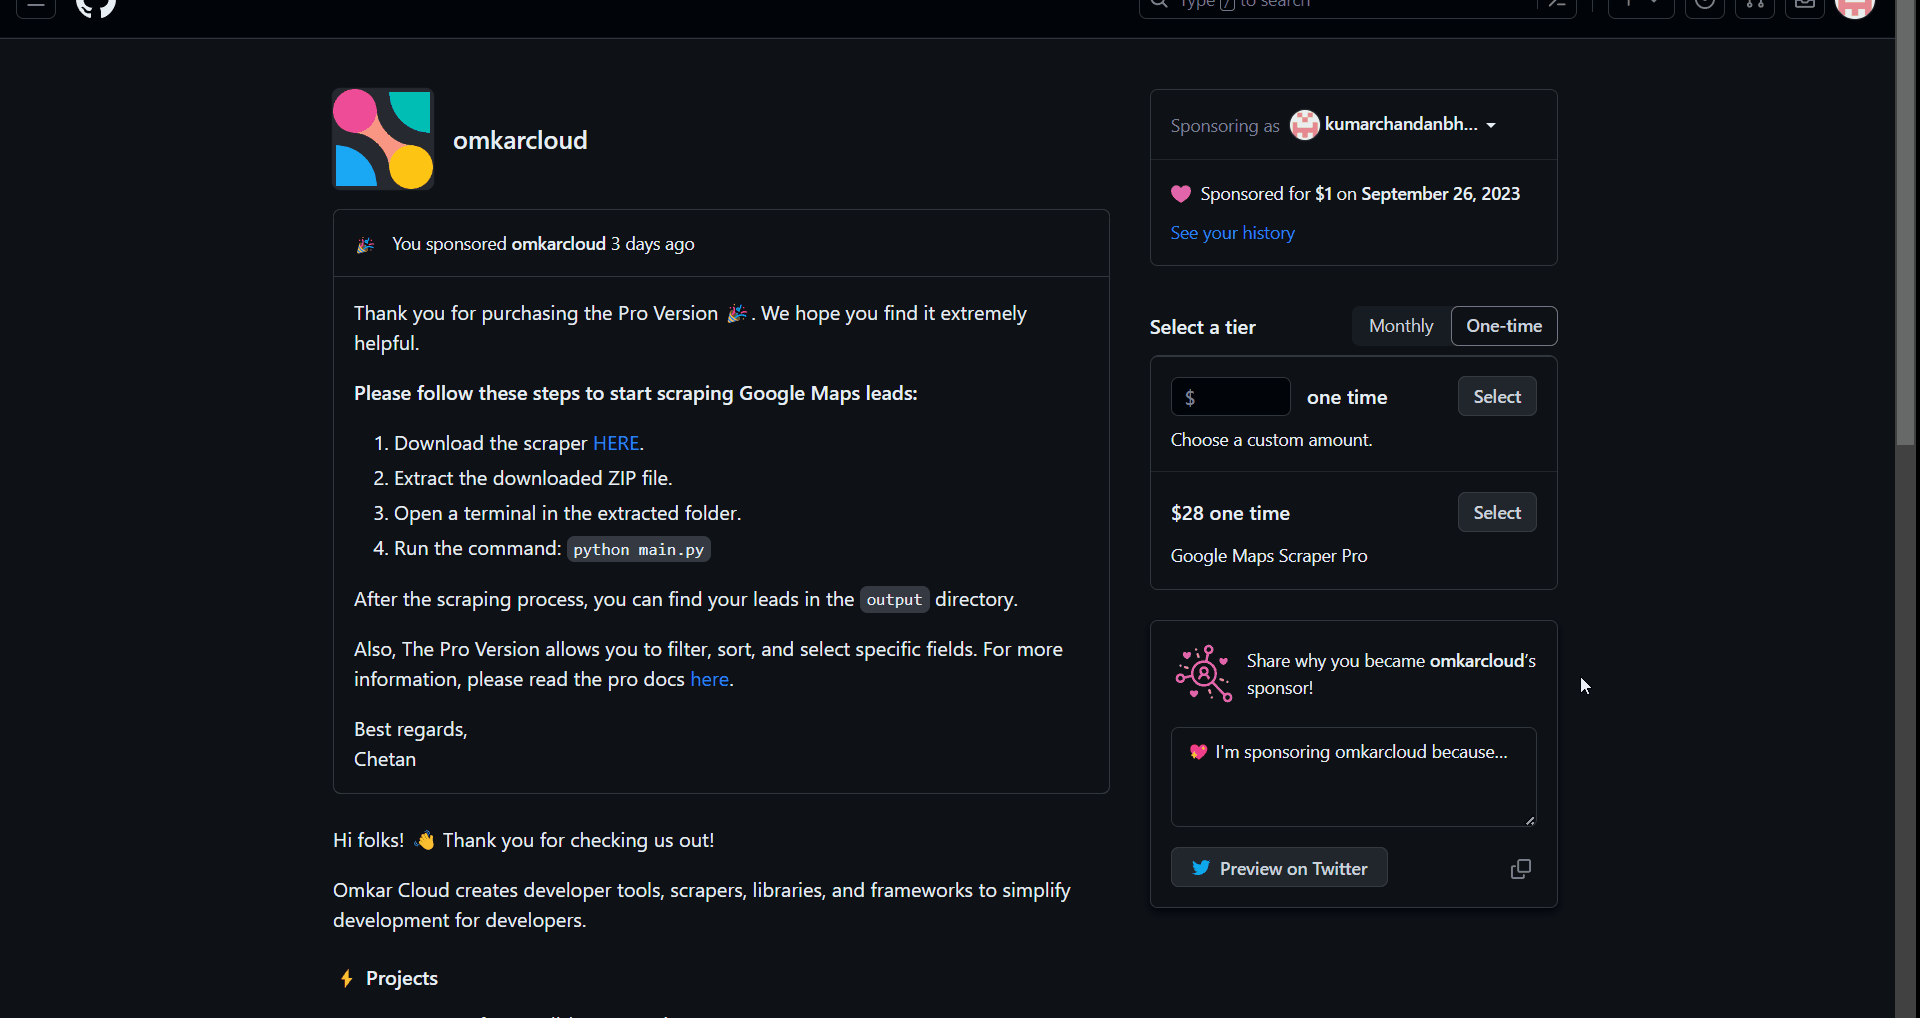 Type / to search
omkarcloud
You sponsored omkarcloud 3 days ago
Thank you for purchasing the Pro Version 🎉. We hope you find it extremely
helpful.
Please follow these steps to start scraping Google Maps leads:
1. Download the scraper HERE.
2. Extract the downloaded ZIP file.
3. Open a terminal in the extracted folder.
4. Run the command: python main.py
After the scraping process, you can find your leads in the output directory.
Also, The Pro Version allows you to filter, sort, and select specific fields. For more
information, please read the pro docs here.
Best regards,
Chetan
Hi folks! 👋 Thank you for checking us out!
Omkar Cloud creates developer tools, scrapers, libraries, and frameworks to simplify
development for developers.
⚡ Projects
Sponsoring as kumarchandanbh...
Sponsored for $1 on September 26, 2023
See your history
Select a tier
Monthly
One-time
$ one time
Select
Choose a custom amount.
$28 one time
Select
Google Maps Scraper Pro
Share why you became omkarcloud's
sponsor!
💖 I'm sponsoring omkarcloud because...
Preview on Twitter